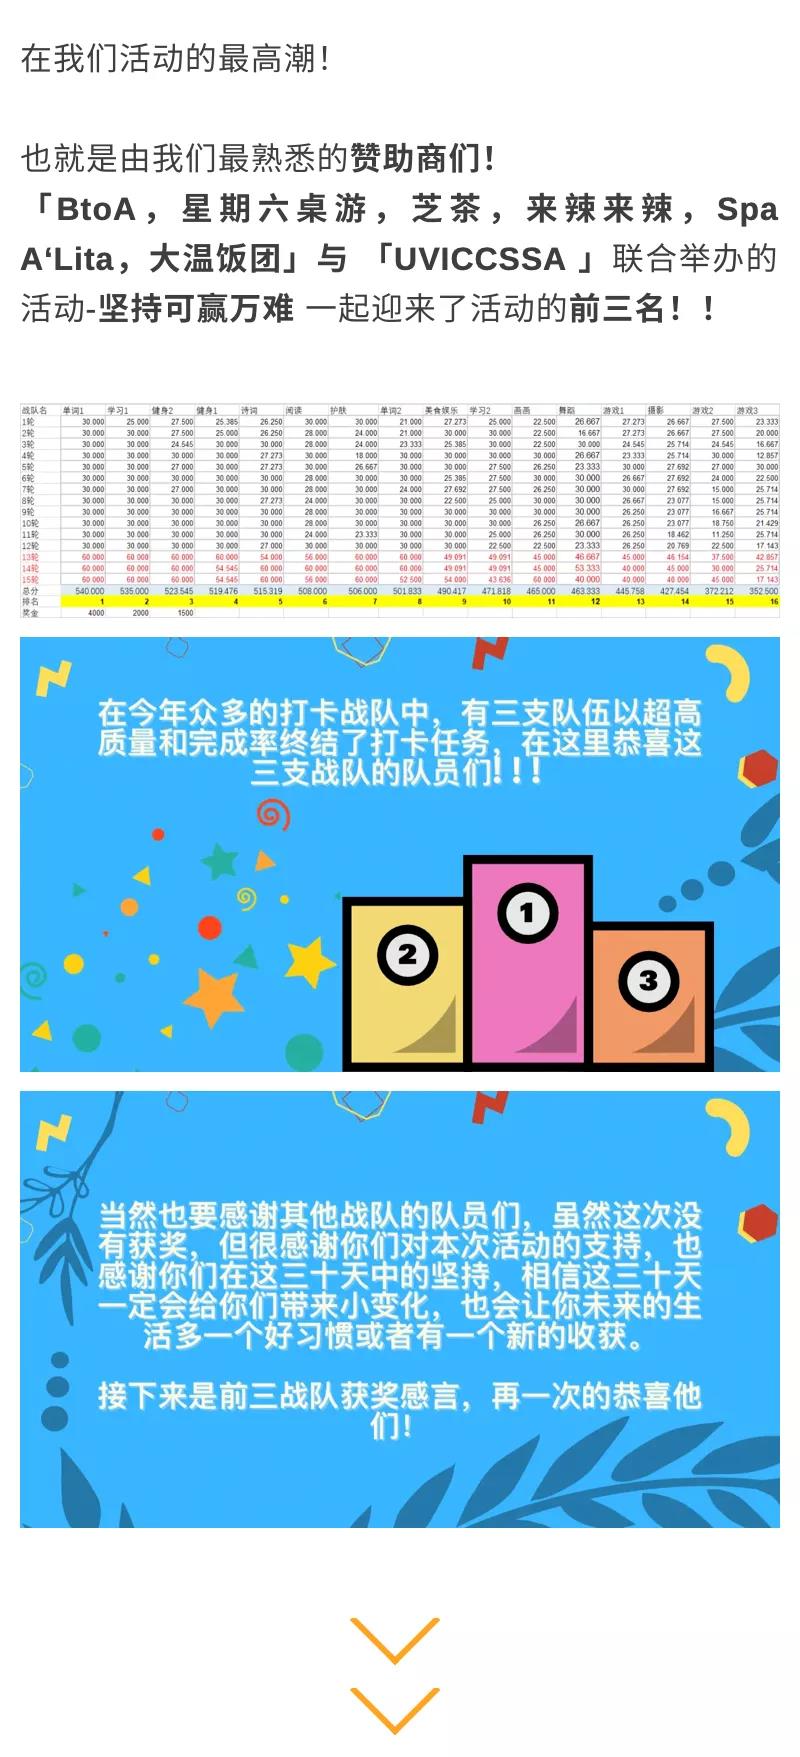 在我们活动的最高潮！
也就是由我们最熟悉的赞助商们！
「BtoA，星期六桌游，芝茶，来辣来辣，Spa
A‘Lita，大温饭团」与 「UVICCSSA 」联合举办的
活动-坚持可赢万难 一起迎来了活动的前三名！！
战队名 单词1 学习1 健身2 健身1 诗词 阅读 护肤 单词2 美食娱乐 学习2 画画 舞蹈 游戏1 摄影 游戏2 游戏3
1轮 30.000 25.000 27.500 25.385 26.250 30.000 30.000 21.000 27.273 25.000 22.500 26.667 27.273 26.667 27.500 23.333
2轮 30.000 30.000 27.500 25.000 26.250 28.000 24.000 21.000 30.000 30.000 22.500 16.667 27.273 26.667 27.500 20.000
3轮 30.000 30.000 24.545 30.000 30.000 28.000 24.000 23.333 25.385 30.000 22.500 30.000 24.545 25.714 24.545 16.667
4轮 30.000 30.000 30.000 30.000 27.273 30.000 18.000 30.000 30.000 30.000 30.000 26.667 23.333 25.714 30.000 12.857
5轮 30.000 30.000 27.000 30.000 27.273 30.000 26.667 30.000 30.000 27.500 26.250 23.333 30.000 27.692 27.000 30.000
6轮 30.000 30.000 30.000 30.000 30.000 28.000 30.000 30.000 25.385 27.500 30.000 30.000 26.667 27.692 24.000 22.500
7轮 30.000 30.000 27.000 30.000 30.000 28.000 30.000 24.000 27.692 27.500 26.250 30.000 30.000 27.692 15.000 25.714
8轮 30.000 30.000 30.000 30.000 27.273 24.000 30.000 30.000 22.500 25.000 30.000 30.000 26.667 23.077 15.000 25.714
9轮 30.000 30.000 30.000 30.000 30.000 28.000 30.000 30.000 30.000 30.000 30.000 30.000 26.250 23.077 16.667 25.714
10轮 30.000 30.000 30.000 30.000 30.000 28.000 30.000 30.000 30.000 30.000 26.250 26.667 26.250 23.077 18.750 21.429
11轮 30.000 30.000 30.000 30.000 30.000 24.000 23.333 30.000 30.000 25.000 26.250 30.000 26.250 18.462 11.250 25.714
12轮 30.000 30.000 30.000 30.000 27.000 30.000 30.000 30.000 30.000 22.500 22.500 23.333 26.250 20.769 22.500 17.143
13轮 60.000 60.000 60.000 60.000 60.000 56.000 60.000 60.000 60.000 49.091 45.000 46.667 45.000 46.154 37.500 42.857
14轮 60.000 60.000 60.000 54.545 60.000 60.000 60.000 60.000 49.091 49.091 45.000 53.333 40.000 45.000 30.000 25.714
15轮 60.000 60.000 60.000 54.545 60.000 56.000 60.000 52.500 54.000 43.636 60.000 40.000 40.000 40.000 45.000 17.143
总分 540.000 535.000 523.545 519.476 515.319 508.000 506.000 501.833 490.417 471.818 465.000 463.333 445.758 427.454 372.212 352.500
排名 1 2 3 4 5 6 7 8 9 10 11 12 13 14 15 16
奖金 4000 2000 1500
在今年众多的打卡战队中，有三支队伍以超高
质量和完成率终结了打卡任务，在这里恭喜这
三支战队的队员们！！！
2
1
3
当然也要感谢其他战队的队员们，虽然这次没
有获奖，但很感谢你们对本次活动的支持，也
感谢你们在这三十天中的坚持，相信这三十天
一定会给你们带来小变化，也会让你未来的生
活多一个好习惯或者有一个新的收获。
接下来是前三战队获奖感言，再一次的恭喜他
们！